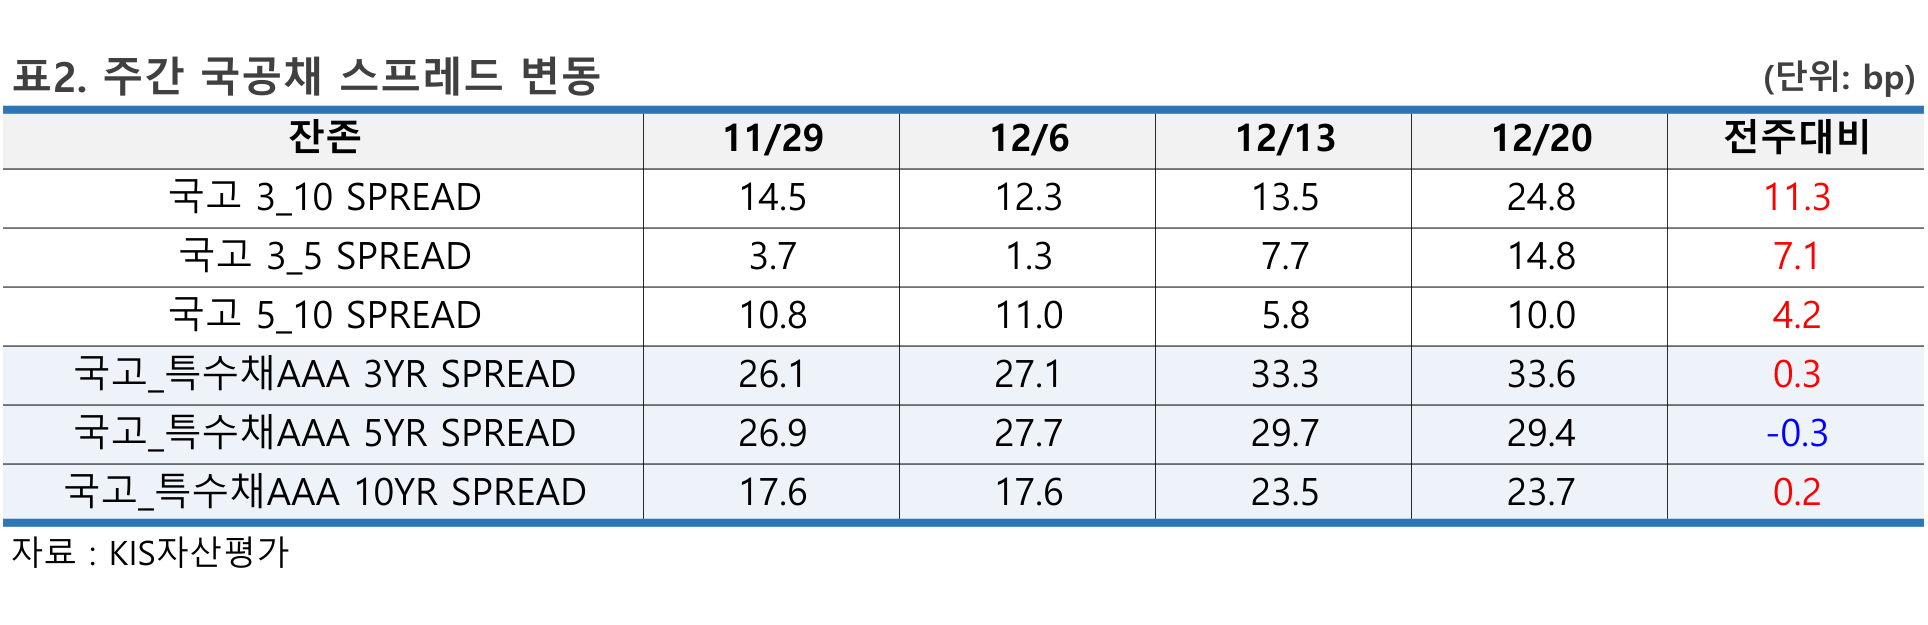 표2. 주간 국공채 스프레드 변동 (단위: bp)
잔존 11/29 12/6 12/13 12/20 전주대비
국고 3_10 SPREAD 14.5 12.3 13.5 24.8 11.3
국고 3_5 SPREAD 3.7 1.3 7.7 14.8 7.1
국고 5_10 SPREAD 10.8 11.0 5.8 10.0 4.2
국고_특수채AAA 3YR SPREAD 26.1 27.1 33.3 33.6 0.3
국고_특수채AAA 5YR SPREAD 26.9 27.7 29.7 29.4 -0.3
국고_특수채AAA 10YR SPREAD 17.6 17.6 23.5 23.7 0.2
자료 : KIS자산평가